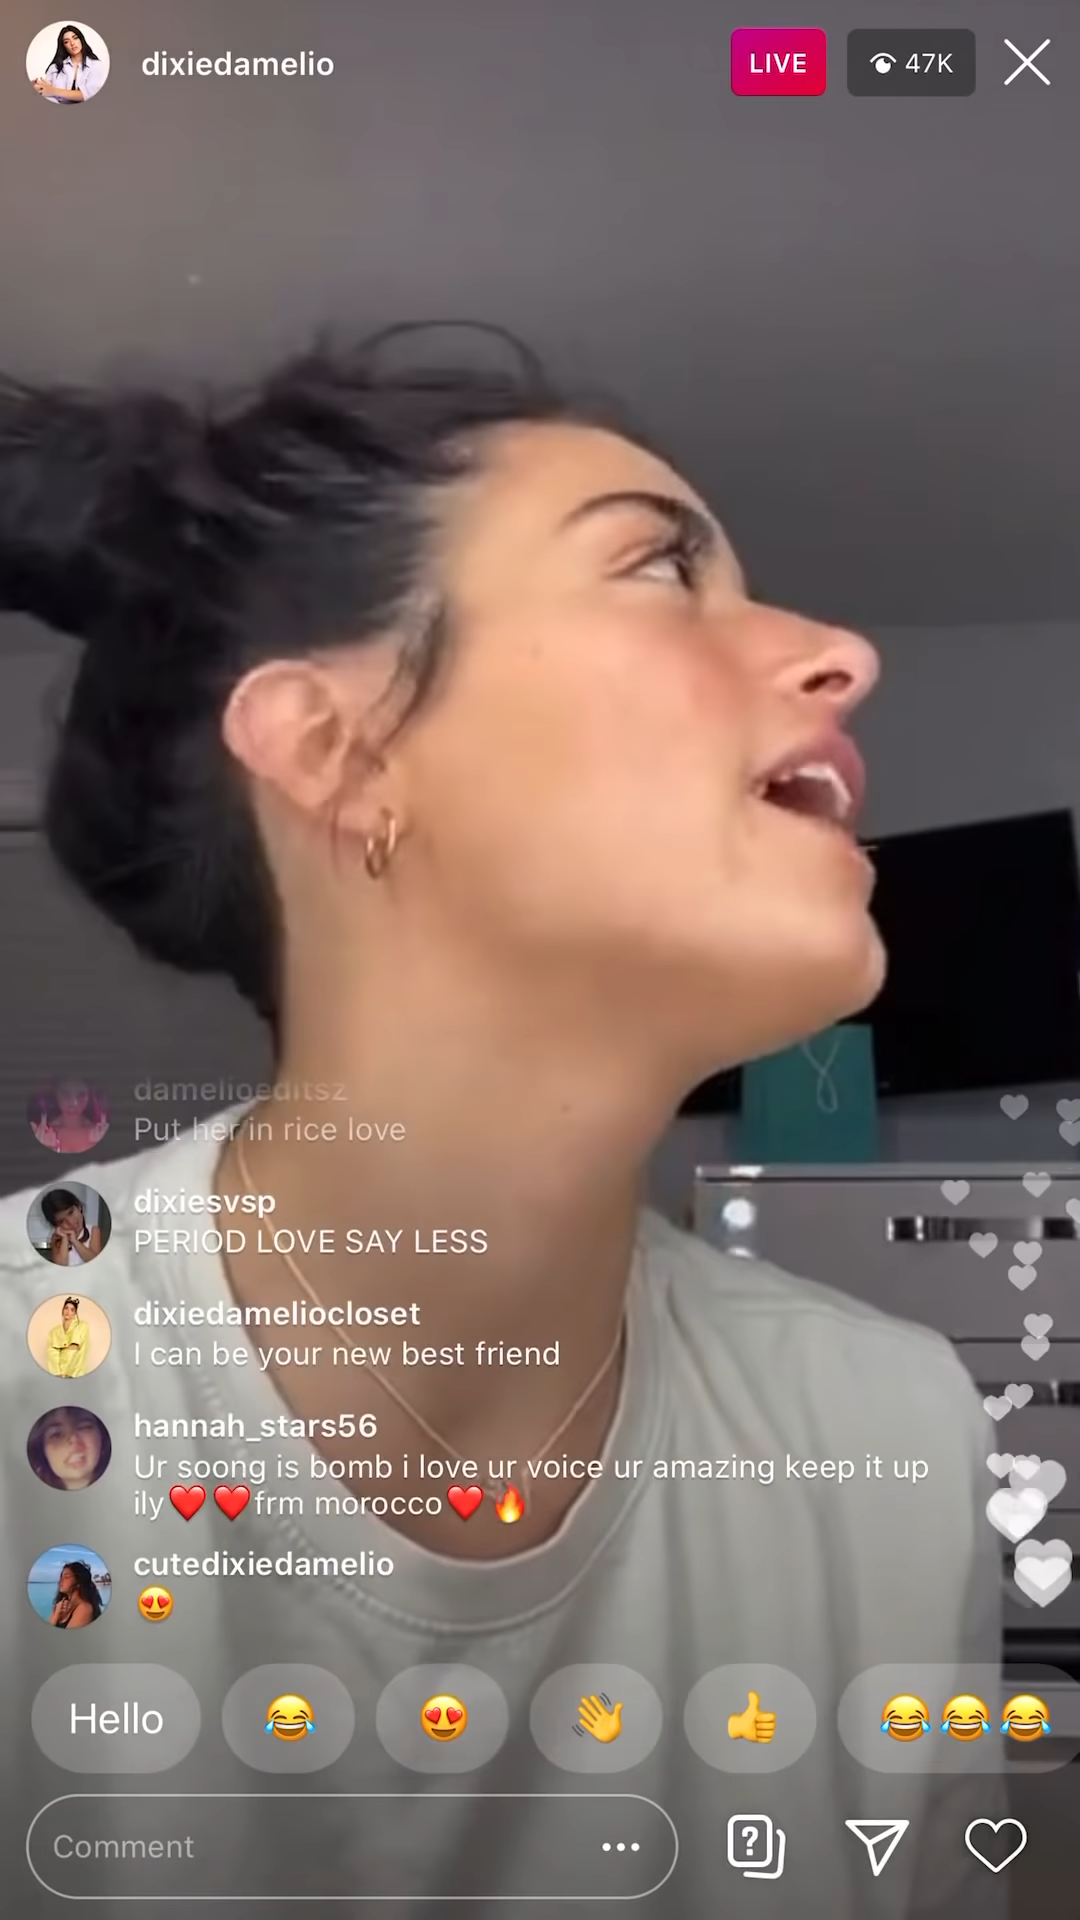 dixiedamelio
LIVE
47K
damelioeditsz
Put her in rice love
dixiesvsp
PERIOD LOVE SAY LESS
dixiedameliocloset
I can be your new best friend
hannah_stars56
Ur soong is bomb i love ur voice ur amazing keep it up
ily❤️❤️frm morocco❤️🔥
cutedixiedamelio
😍
Hello 😂 😍 👋 👍 😂😂😂
Comment